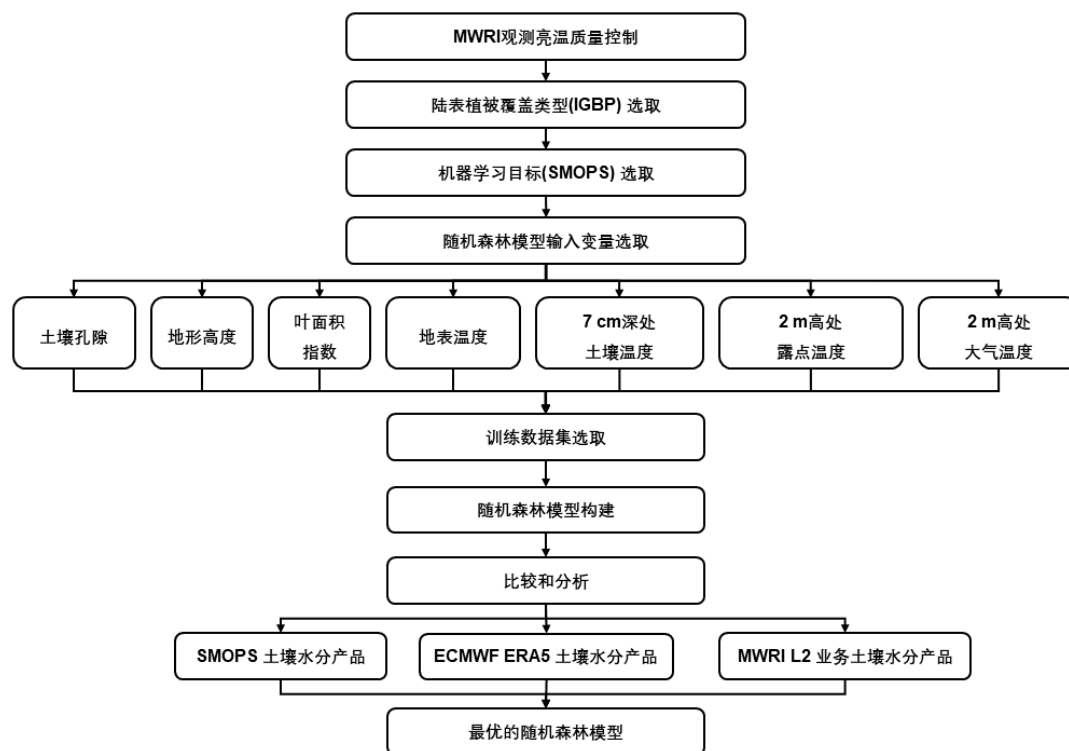 MWRI观测亮温质量控制
陆表植被覆盖类型(IGBP) 选取
机器学习目标(SMOPS) 选取
随机森林模型输入变量选取
土壤孔隙
地形高度
叶面积
指数
地表温度
7 cm深处
土壤温度
2 m高处
露点温度
2 m高处
大气温度
训练数据集选取
随机森林模型构建
比较和分析
SMOPS 土壤水分产品
ECMWF ERA5 土壤水分产品
MWRI L2 业务土壤水分产品
最优的随机森林模型